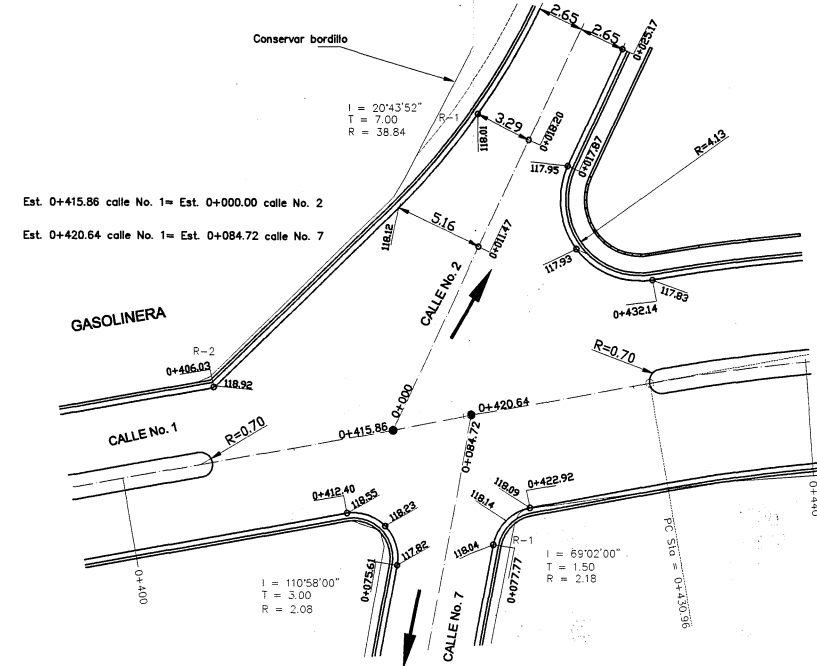 2.65
2.65
0+025.17
Conservar bordillo
I = 20°43'52"
T = 7.00
R = 38.84
R-1
118.01
3.29
0+018.20
117.95
0+017.87
R=4.13
Est. 0+415.86 calle No. 1= Est. 0+000.00 calle No. 2
Est. 0+420.64 calle No. 1= Est. 0+084.72 calle No. 7
118.12
5.16
0+011.47
117.93
117.83
0+432.14
CALLE No. 2
GASOLINERA
R-2
0+406.03
118.92
R=0.70
CALLE No. 1
R=0.70
0+415.86
0+000
0+420.64
0+084.72
0+412.40
118.55
118.23
117.82
0+075.61
118.09
0+422.92
118.14
118.04
R-1
0+077.77
I = 69°02'00"
T = 1.50
R = 2.18
0+440
PC Sta = 0+430.96
0+400
I = 110°58'00"
T = 3.00
R = 2.08
CALLE No. 7